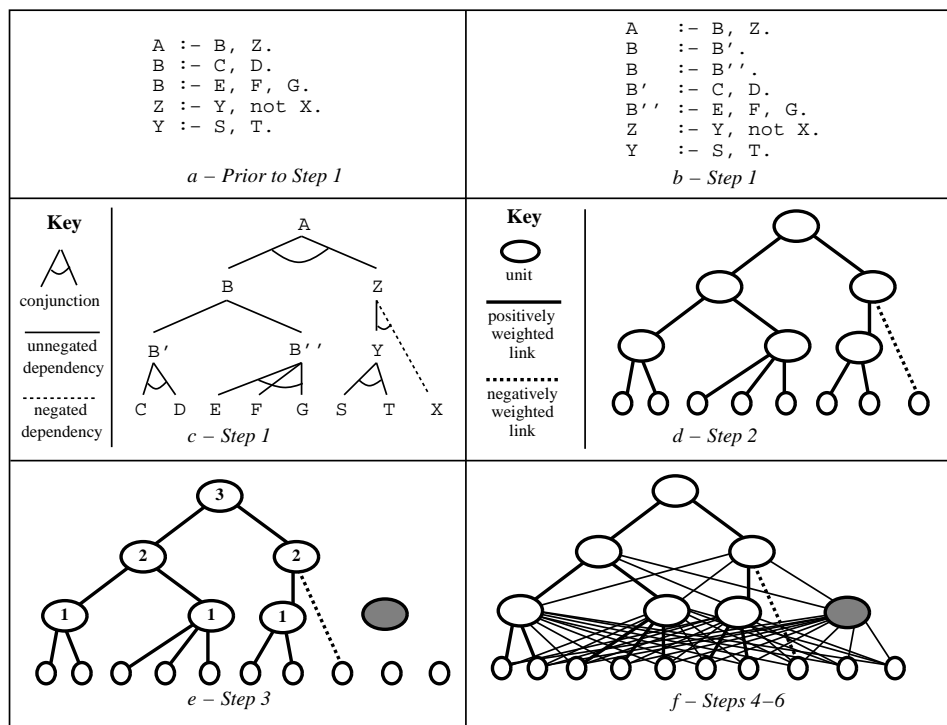 A :- B, Z.
B :- C, D.
B :- E, F, G.
Z :- Y, not X.
Y :- S, T.
a – Prior to Step 1
A :- B, Z.
B :- B'.
B :- B''.
B' :- C, D.
B'' :- E, F, G.
Z :- Y, not X.
Y :- S, T.
b – Step 1
Key
conjunction
unnegated
dependency
negated
dependency
A
B Z
B' B'' Y
C D E F G S T X
c – Step 1
Key
unit
positively
weighted
link
negatively
weighted
link
d – Step 2
3
2 2
1 1 1
e – Step 3
f – Steps 4–6